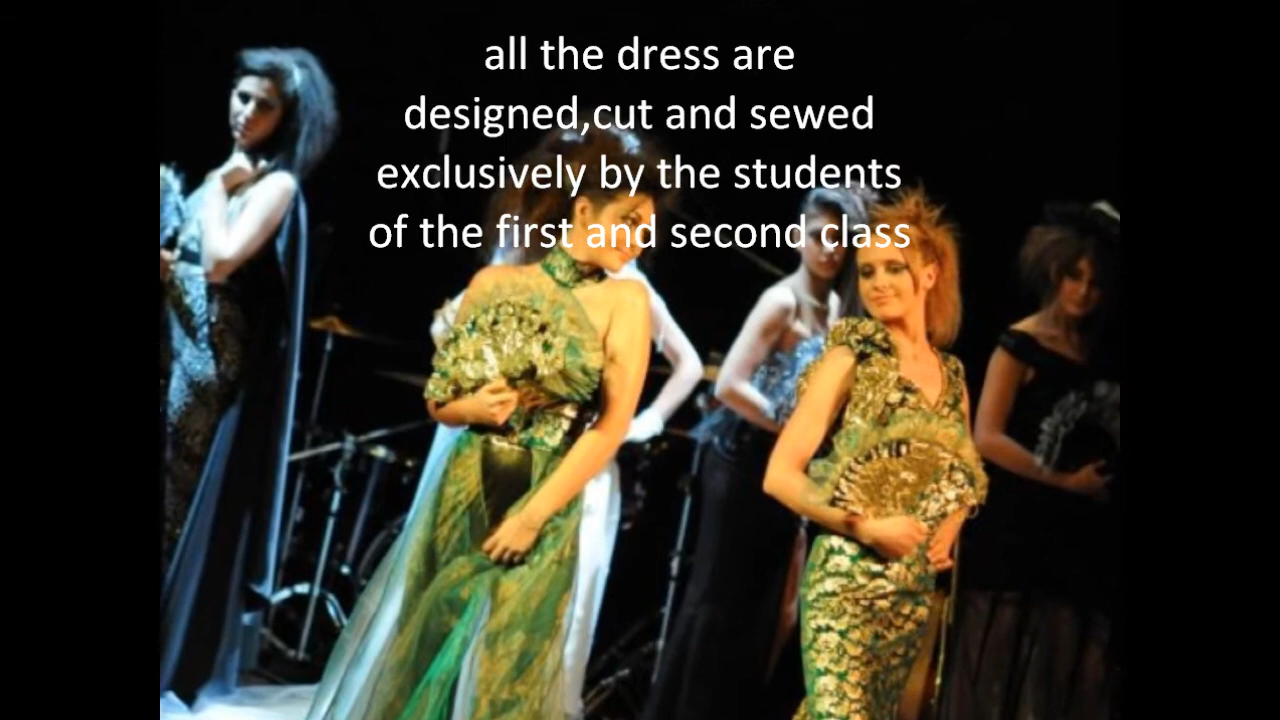 all the dress are
designed,cut and sewed
exclusively by the students
of the first and second class